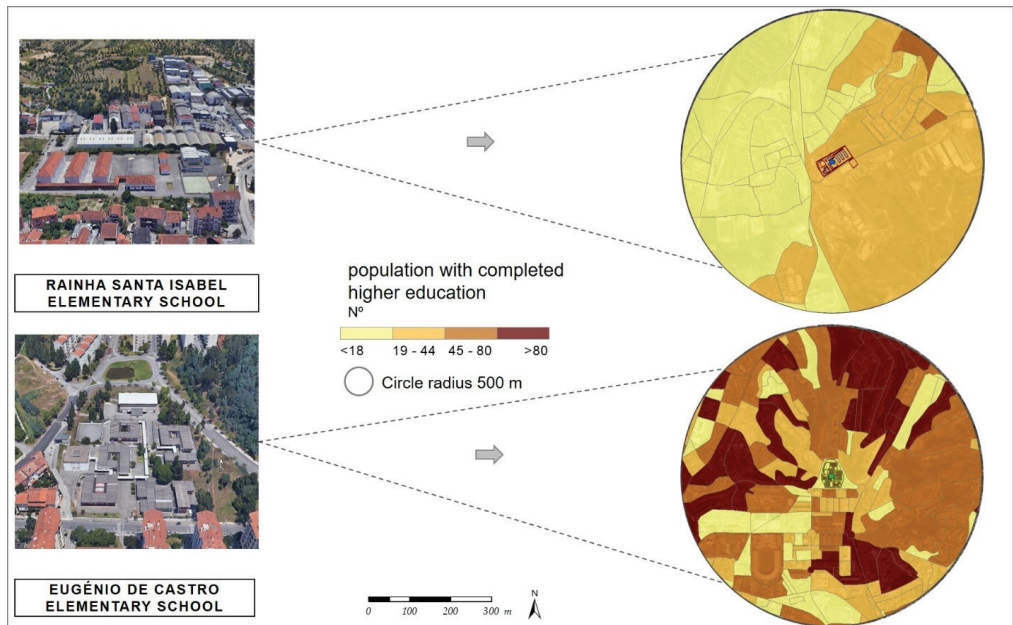 RAINHA SANTA ISABEL
ELEMENTARY SCHOOL
population with completed
higher education
Nº
<18 19 - 44 45 - 80 >80
Circle radius 500 m
EUGÉNIO DE CASTRO
ELEMENTARY SCHOOL
0 50 100 200 300 m
N